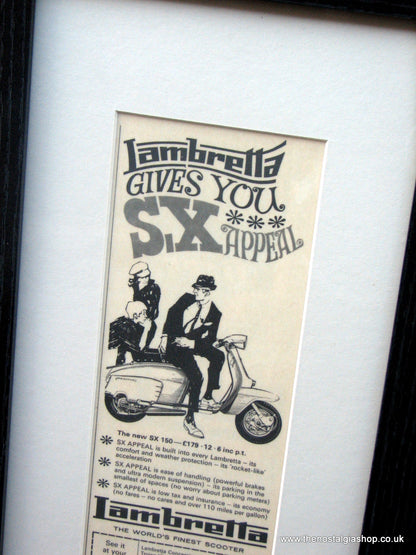 Lambretta
GIVES YOU
S.X
APPEAL
The new SX 150—£179·12·6 inc p.t.
SX APPEAL is built into every Lambretta – its
comfort and weather protection – its 'rocket-like'
acceleration
SX APPEAL is ease of handling (powerful brakes
and ultra modern suspension) – its parking in the
smallest of spaces (no worry about parking meters)
SX APPEAL is low tax and insurance – its economy
(no fares – no cares and over 110 miles per gallon)
Lambretta
THE WORLD'S FINEST SCOOTER
See it
at your
Lambretta
© www.thenostalgiashop.co.uk